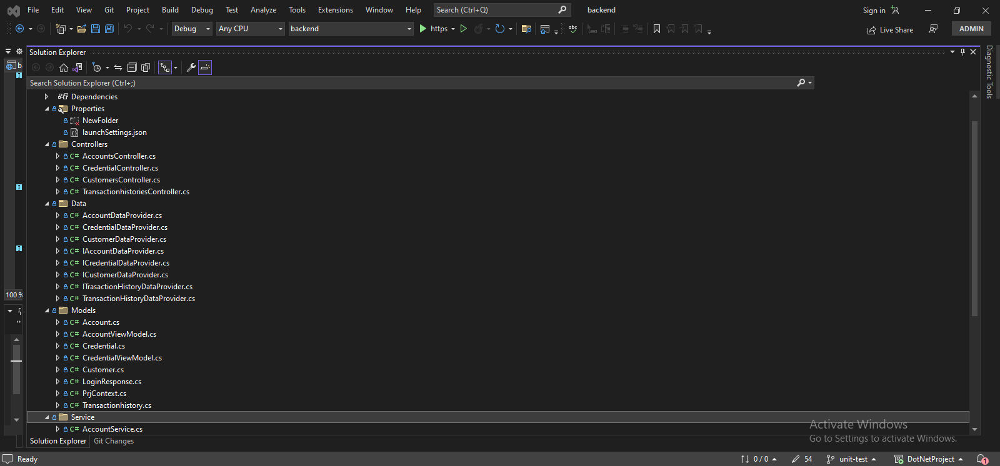 File Edit View Git Project Build Debug Test Analyze Tools Extensions Window Help Search (Ctrl+Q) backend Sign in
Debug Any CPU backend https abc Live Share ADMIN
Solution Explorer
Diagnostic Tools
b
Search Solution Explorer (Ctrl+;)
Dependencies
Properties
NewFolder
launchSettings.json
Controllers
C# AccountsController.cs
C# CredentialController.cs
C# CustomersController.cs
C# TransactionhistoriesController.cs
Data
C# AccountDataProvider.cs
C# CredentialDataProvider.cs
C# CustomerDataProvider.cs
C# IAccountDataProvider.cs
C# ICredentialDataProvider.cs
C# ICustomerDataProvider.cs
C# ITrasactionHistoryDataProvider.cs
100 %
C# TransactionHistoryDataProvider.cs
Models
C# Account.cs
C# AccountViewModel.cs
C# Credential.cs
C# CredentialViewModel.cs
C# Customer.cs
C# LoginResponse.cs
C# PrjContext.cs
C# Transactionhistory.cs
Service
C# AccountService.cs
Activate Windows
Go to Settings to activate Windows.
Solution Explorer Git Changes
Ready 0 / 0 54 unit-test DotNetProject 1